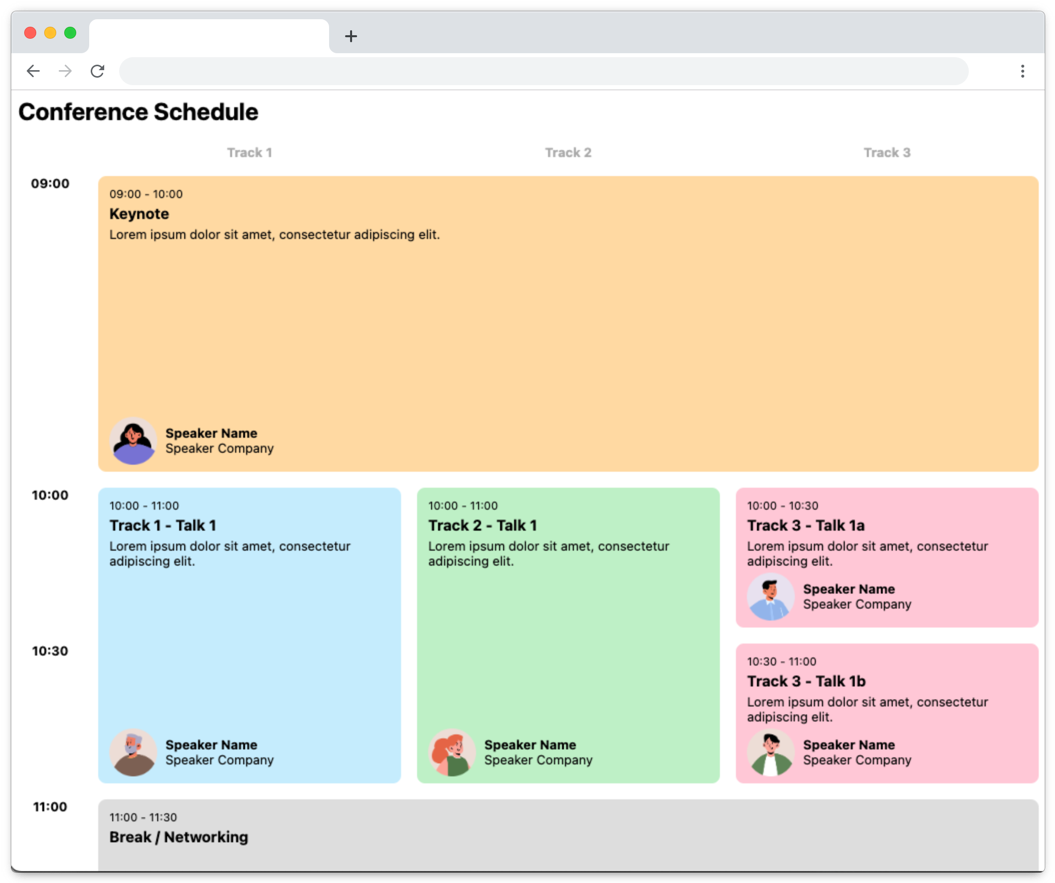 Conference Schedule
Track 1
Track 2
Track 3
09:00
09:00 - 10:00
Keynote
Lorem ipsum dolor sit amet, consectetur adipiscing elit.
Speaker Name
Speaker Company
10:00
10:00 - 11:00
Track 1 - Talk 1
Lorem ipsum dolor sit amet, consectetur
adipiscing elit.
Speaker Name
Speaker Company
10:00 - 11:00
Track 2 - Talk 1
Lorem ipsum dolor sit amet, consectetur
adipiscing elit.
Speaker Name
Speaker Company
10:00 - 10:30
Track 3 - Talk 1a
Lorem ipsum dolor sit amet, consectetur
adipiscing elit.
Speaker Name
Speaker Company
10:30
10:30 - 11:00
Track 3 - Talk 1b
Lorem ipsum dolor sit amet, consectetur
adipiscing elit.
Speaker Name
Speaker Company
11:00
11:00 - 11:30
Break / Networking